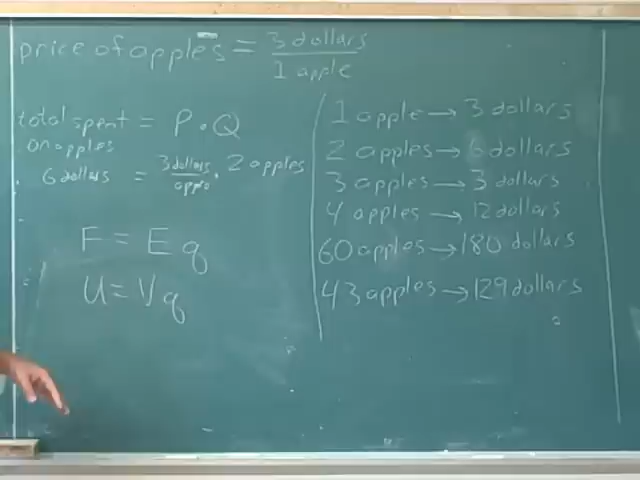 price of apples = 3 dollars / 1 apple
total spent on apples = P · Q
6 dollars = 3 dollars / apple · 2 apples
F = E q
U = V q
1 apple → 3 dollars
2 apples → 6 dollars
3 apples → 3 dollars
4 apples → 12 dollars
60 apples → 180 dollars
43 apples → 129 dollars